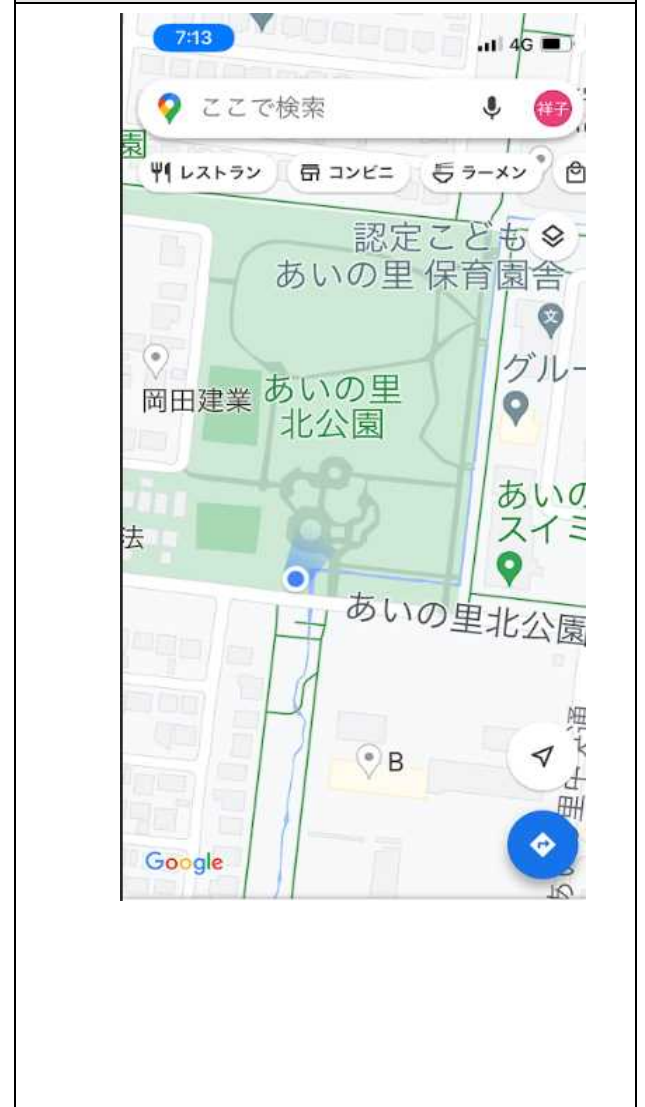 7:13
4G
ここで検索
祥子
園
レストラン
コンビニ
ラーメン
認定こども
あいの里 保育園舎
文
グルー
岡田建業
あいの里
北公園
あいの
スイミ
法
あいの里北公園
B
Google